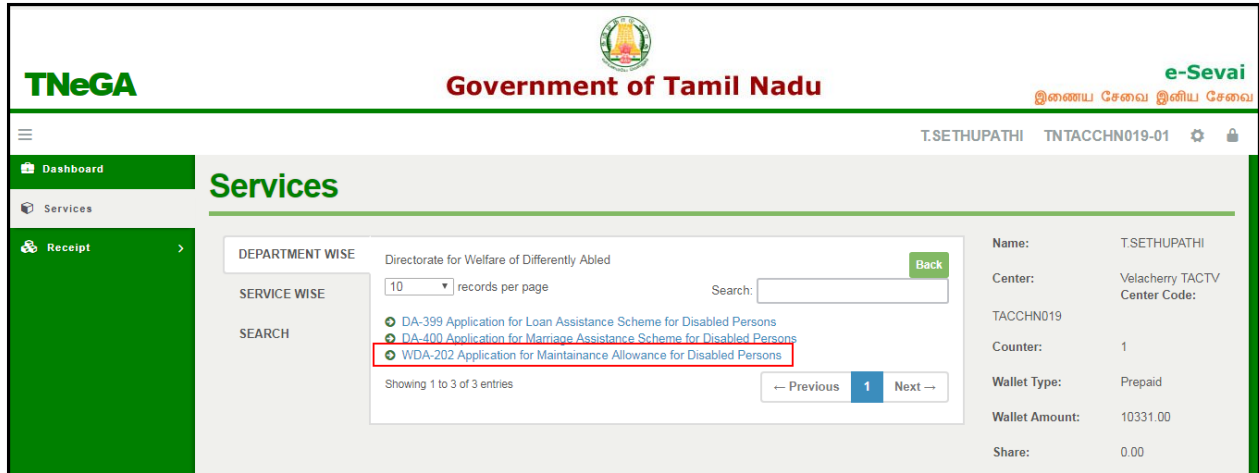 TNeGA
Government of Tamil Nadu
e-Sevai
இணைய சேவை இனிய சேவை
T.SETHUPATHI TNTACCHN019-01
Dashboard
Services
Receipt
Services
DEPARTMENT WISE
SERVICE WISE
SEARCH
Directorate for Welfare of Differently Abled
Back
10 records per page
Search:
DA-399 Application for Loan Assistance Scheme for Disabled Persons
DA-400 Application for Marriage Assistance Scheme for Disabled Persons
WDA-202 Application for Maintainance Allowance for Disabled Persons
Showing 1 to 3 of 3 entries
← Previous 1 Next →
Name: T.SETHUPATHI
Center: Velacherry TACTV
Center Code:
TACCHN019
Counter: 1
Wallet Type: Prepaid
Wallet Amount: 10331.00
Share: 0.00